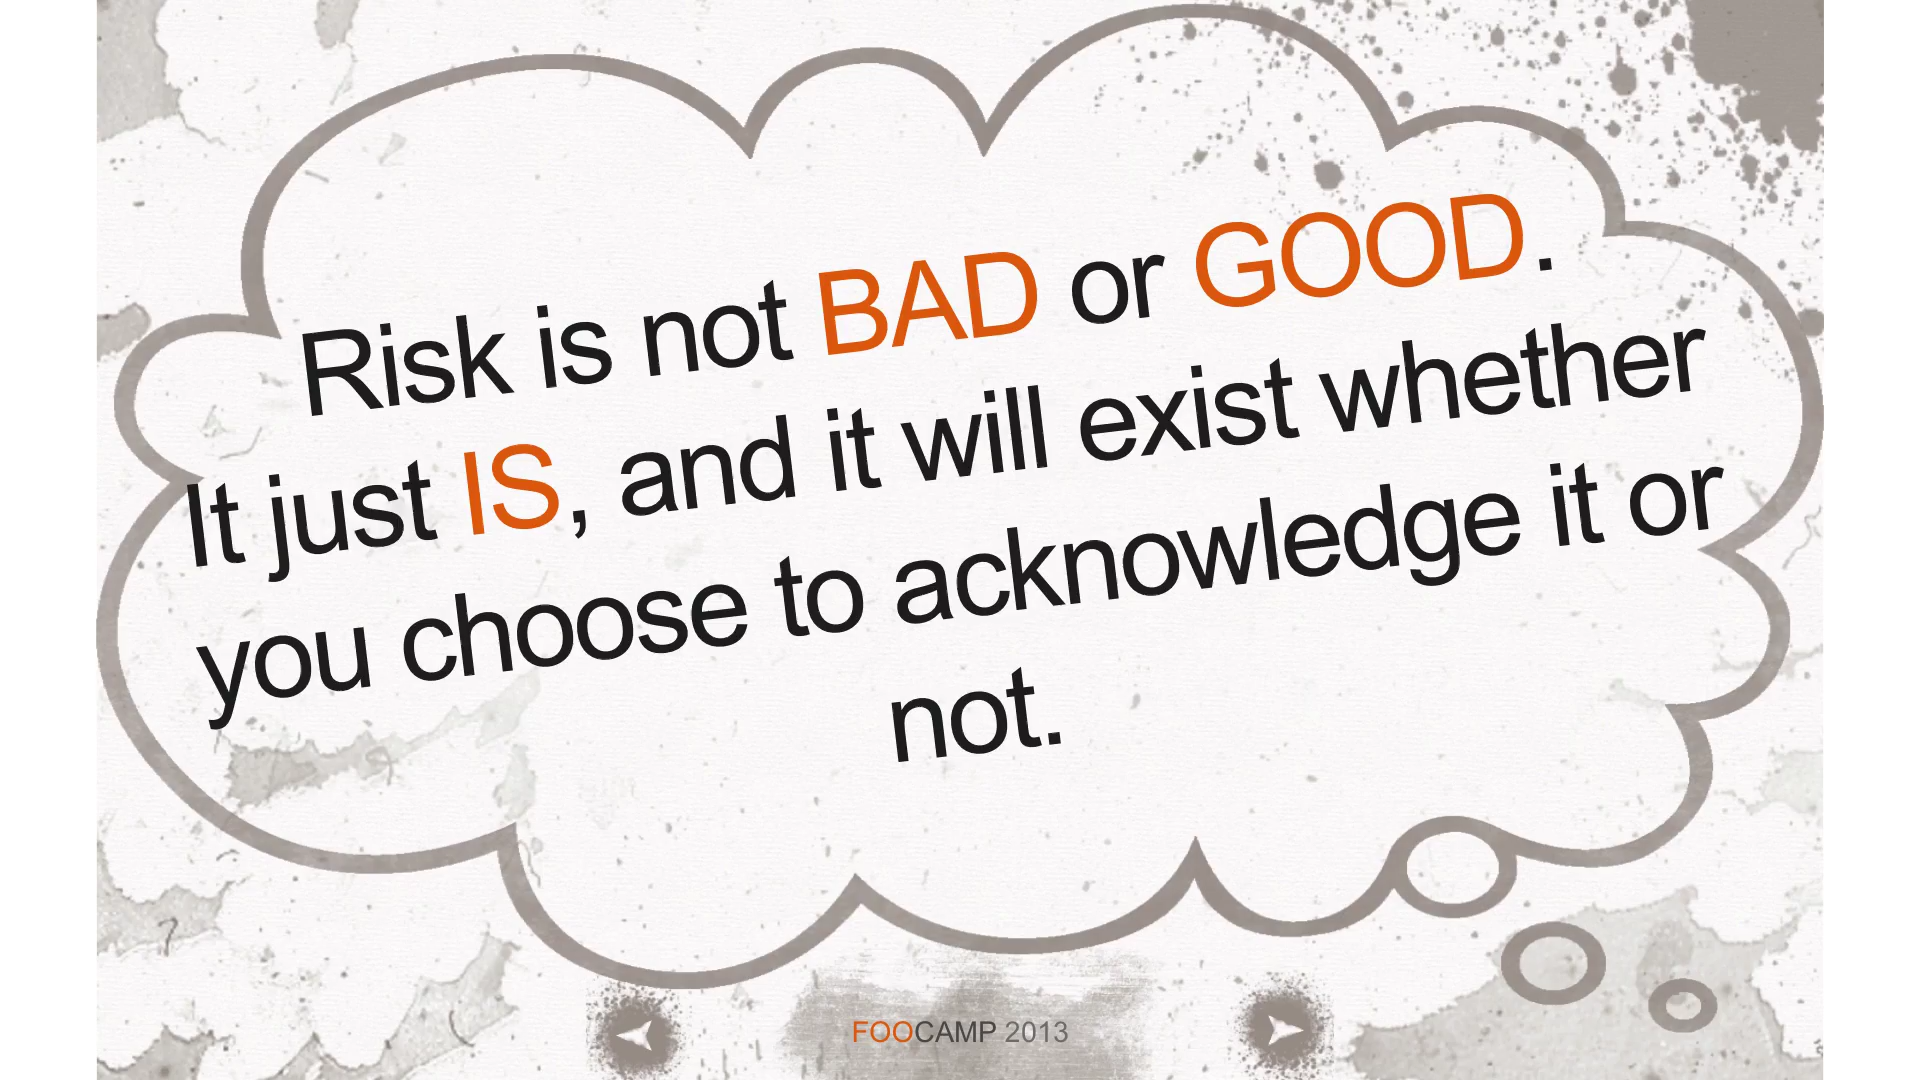 Risk is not BAD or GOOD.
It just IS, and it will exist whether
you choose to acknowledge it or
not.
FOOCAMP 2013